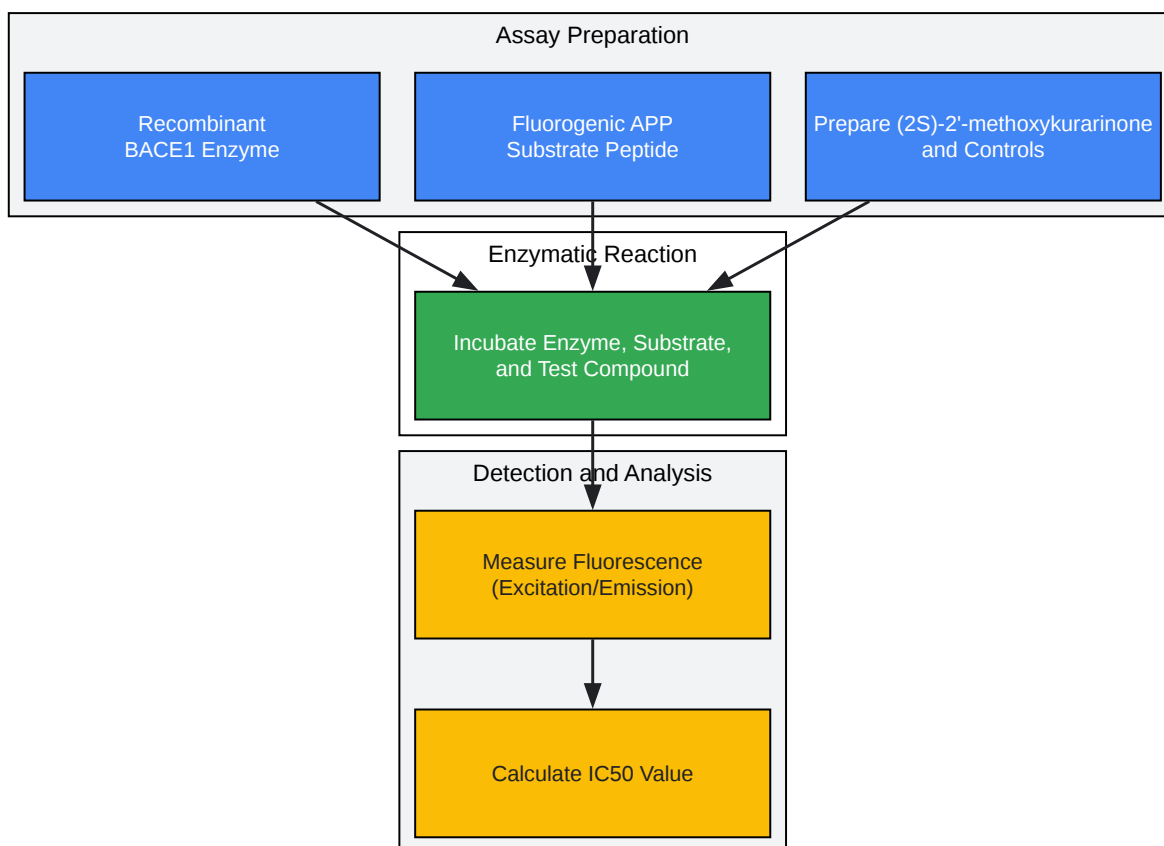 Assay Preparation
Recombinant
BACE1 Enzyme
Fluorogenic APP
Substrate Peptide
Prepare (2S)-2'-methoxykurarinone
and Controls
Enzymatic Reaction
Incubate Enzyme, Substrate,
and Test Compound
Detection and Analysis
Measure Fluorescence
(Excitation/Emission)
Calculate IC50 Value